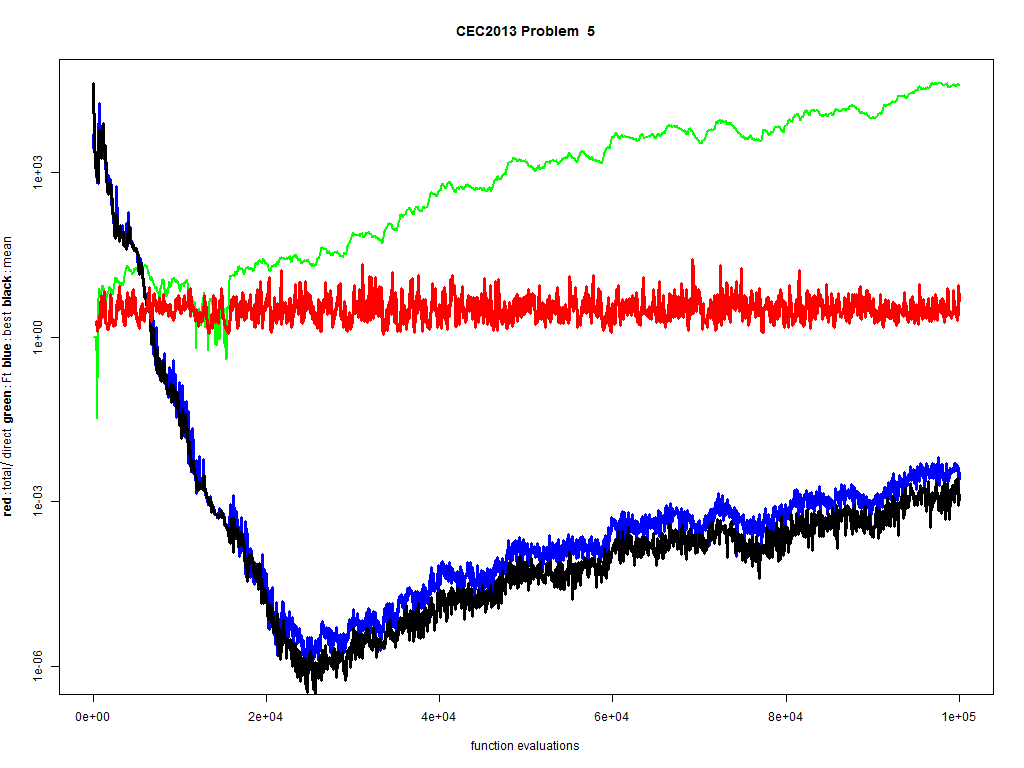 CEC2013 Problem 5
red : total/ direct green : Ft blue : best black : mean
1e+03
1e+00
1e-03
1e-06
0e+00 2e+04 4e+04 6e+04 8e+04 1e+05
function evaluations